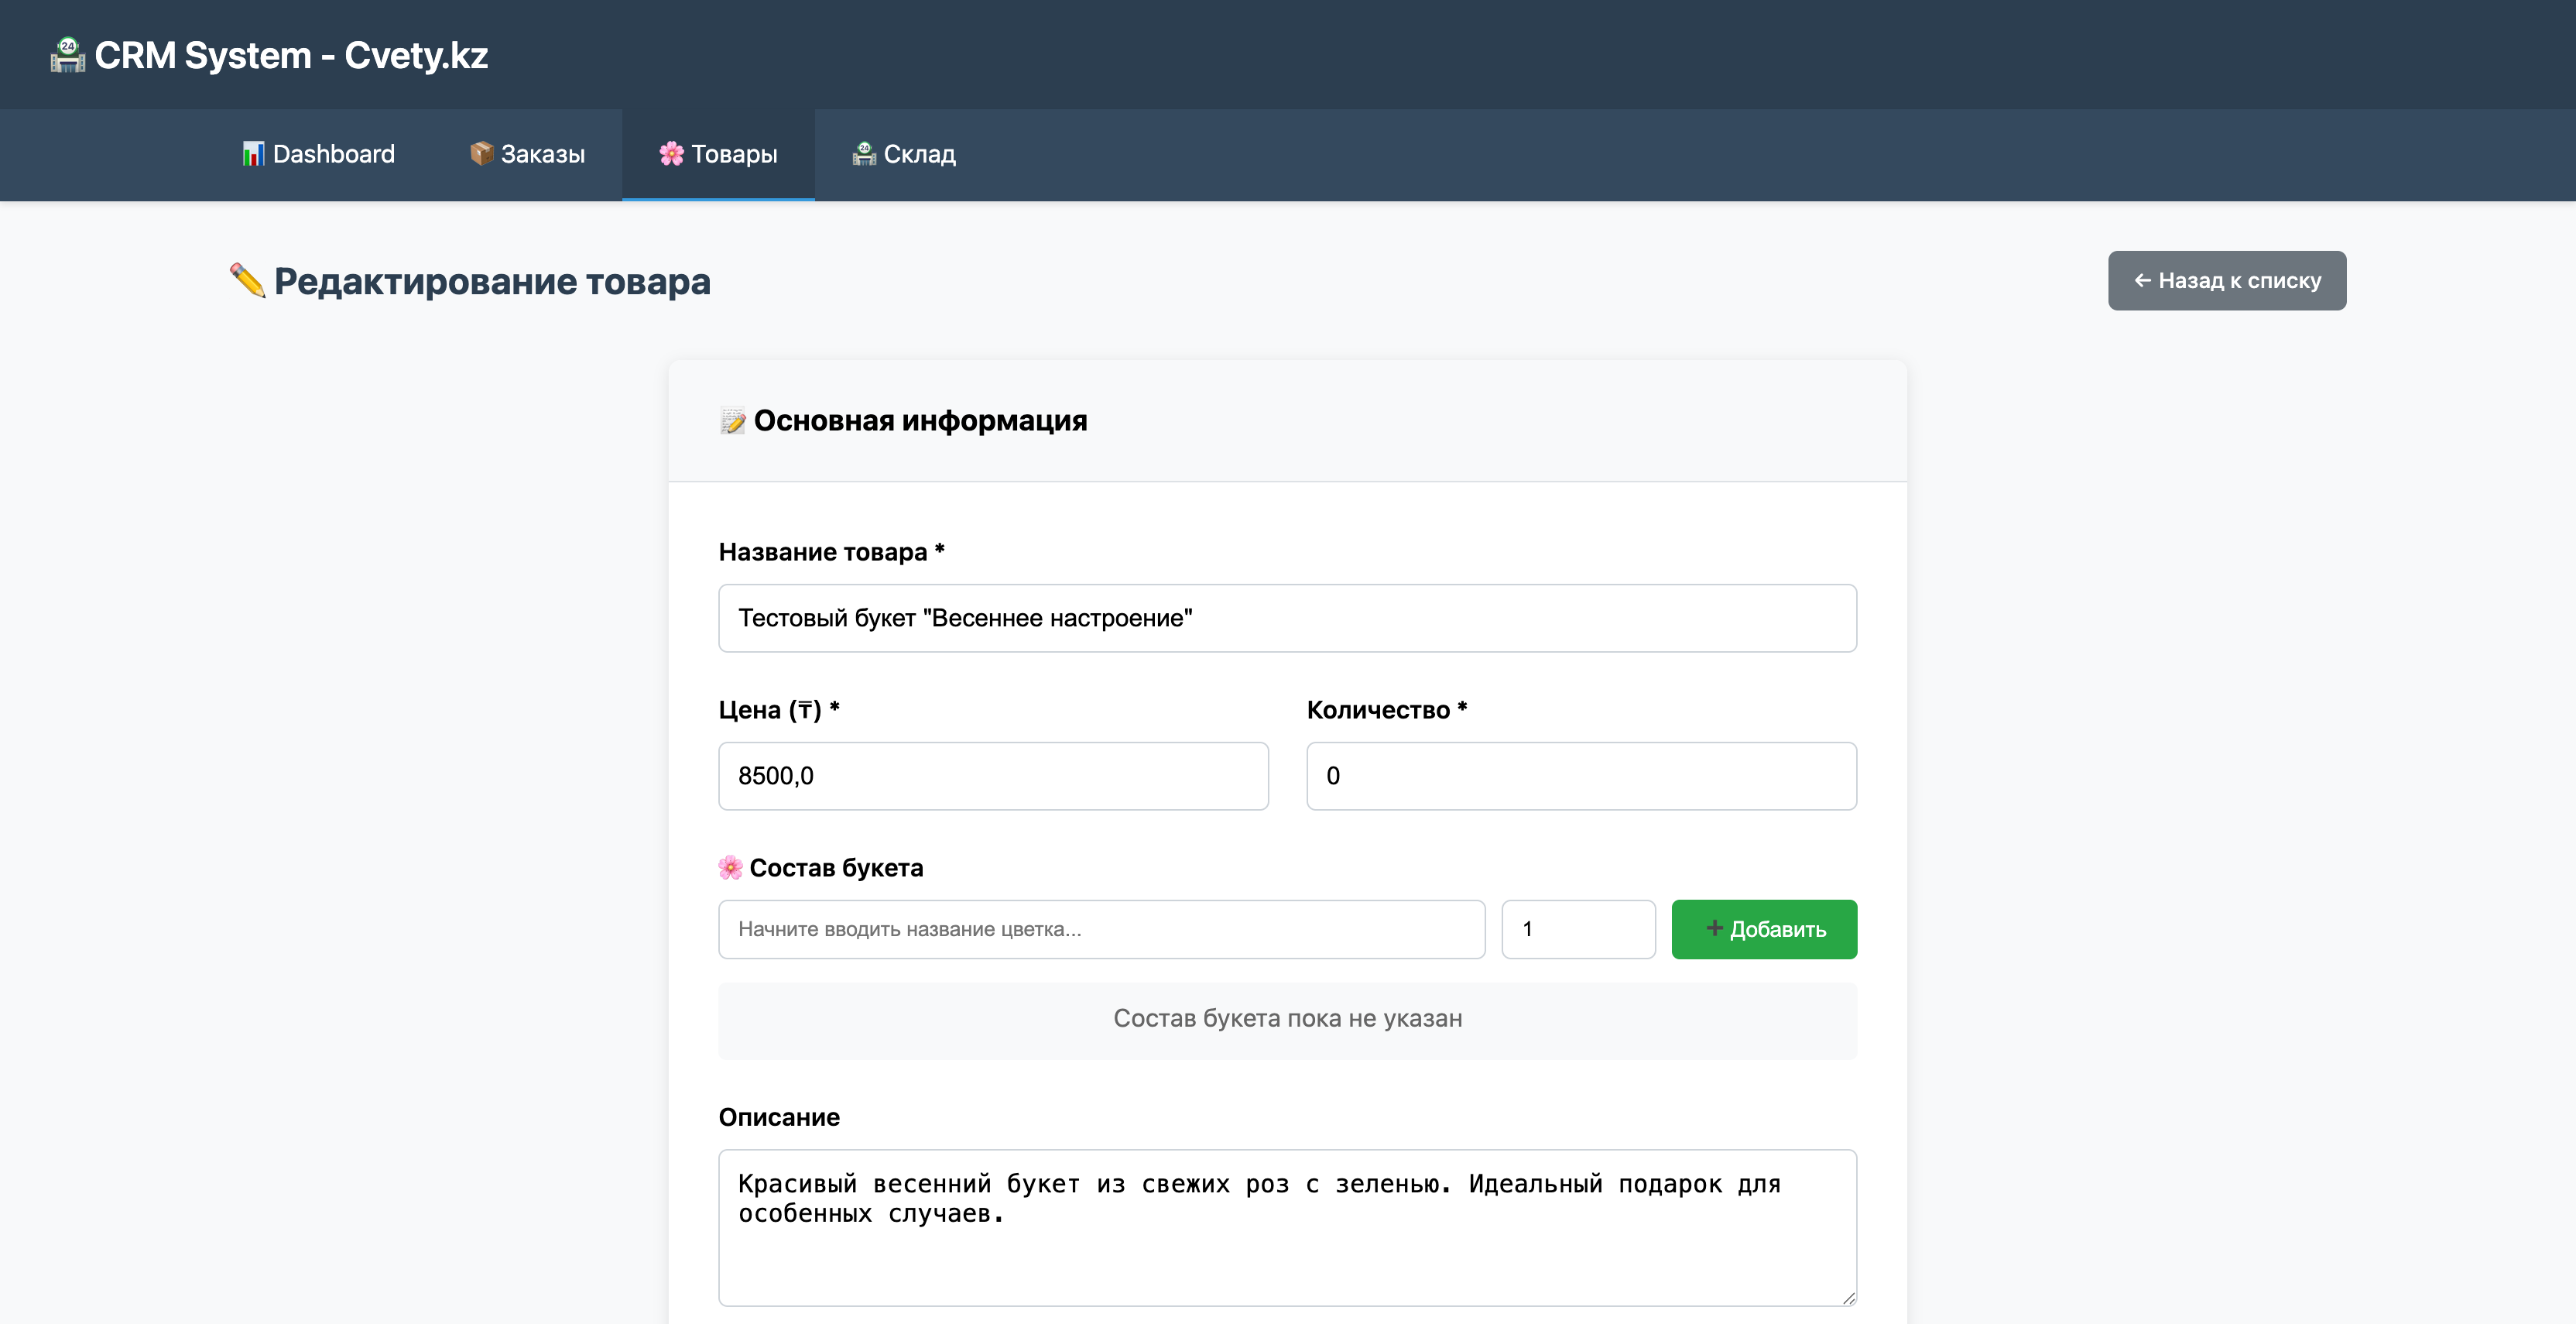 CRM System - Cvety.kz
Dashboard
Заказы
Товары
24 Склад
Редактирование товара
← Назад к списку
Основная информация
Название товара *
Тестовый букет "Весеннее настроение"
Цена (₸) *
Количество *
8500,0
0
Состав букета
Начните вводить название цветка...
1
+ Добавить
Состав букета пока не указан
Описание
Красивый весенний букет из свежих роз с зеленью. Идеальный подарок для
особенных случаев.